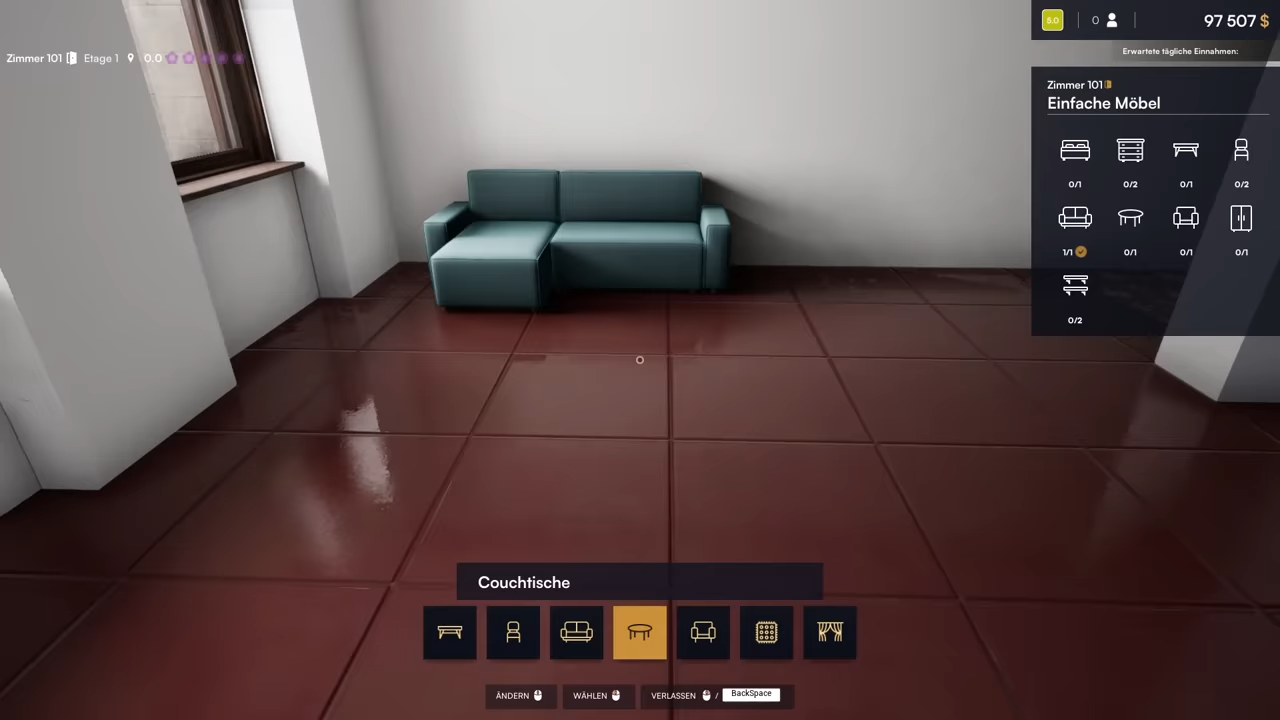 5.0 0 97 507 $
Erwartete tägliche Einnahmen:
Zimmer 101 Etage 1 0.0
Zimmer 101
Einfache Möbel
0/1 0/2 0/1 0/2
1/1 0/1 0/1 0/1
0/2
Couchtische
ÄNDERN WÄHLEN VERLASSEN / BackSpace